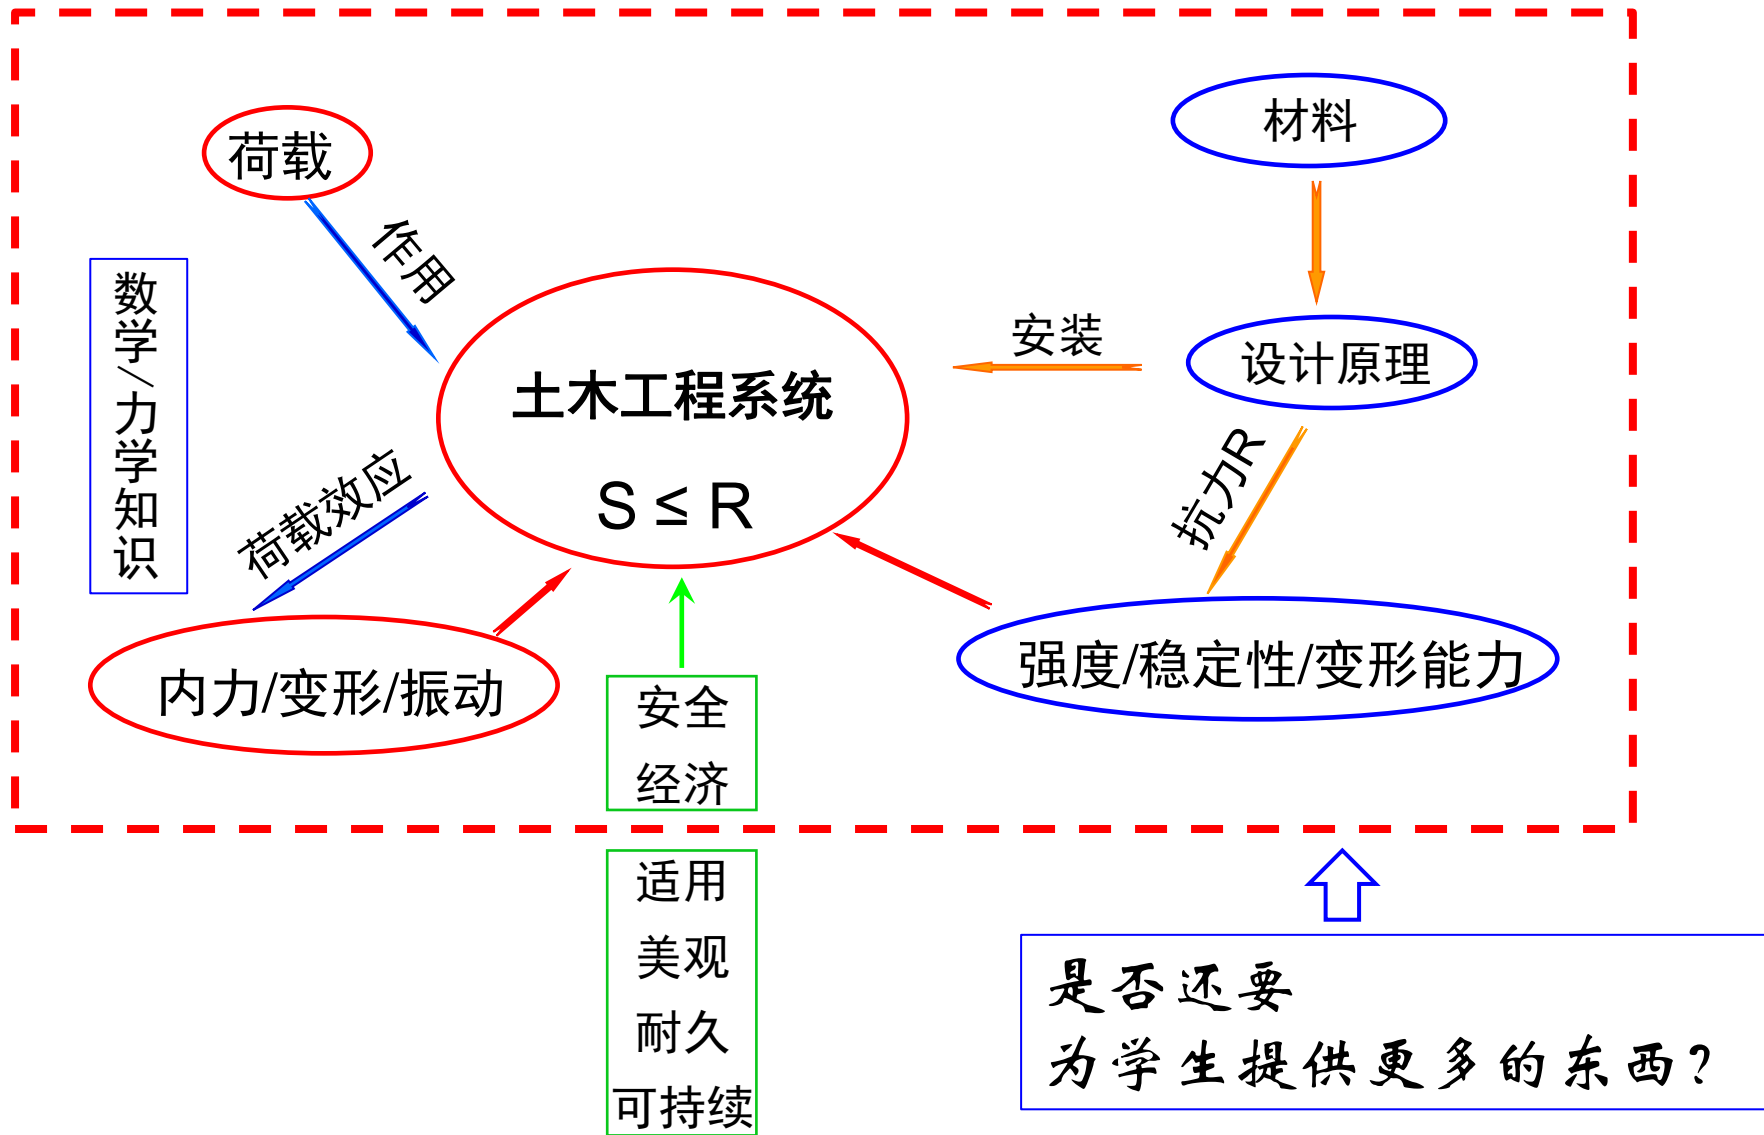 荷载
材料
作用
数学/力学知识
安装
设计原理
土木工程系统
S ≤ R
荷载效应
抗力R
内力/变形/振动
强度/稳定性/变形能力
安全
经济
适用
美观
耐久
可持续
是否还要
为学生提供更多的东西?